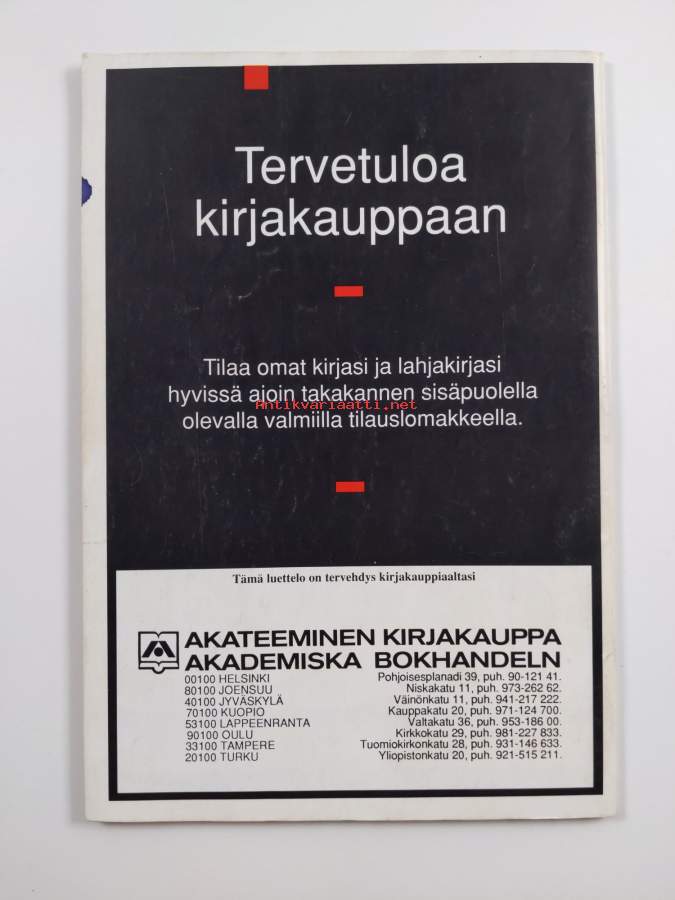 Tervetuloa
kirjakauppaan
Tilaa omat kirjasi ja lahjakirjasi
hyvissä ajoin takakannen sisäpuolella
Antikvariaatti.net
olevalla valmiilla tilauslomakkeella.
Tämä luettelo on tervehdys kirjakauppiaaltasi
AKATEEMINEN KIRJAKAUPPA
AKADEMISKA BOKHANDELN
00100 HELSINKI Pohjoisesplanadi 39, puh. 90-121 41.
80100 JOENSUU Niskakatu 11, puh. 973-262 62.
40100 JYVÄSKYLÄ Väinönkatu 11, puh. 941-217 222.
70100 KUOPIO Kauppakatu 20, puh. 971-124 700.
53100 LAPPEENRANTA Valtakatu 36, puh. 953-186 00.
90100 OULU Kirkkokatu 29, puh. 981-227 833.
33100 TAMPERE Tuomiokirkonkatu 28, puh. 931-146 633.
20100 TURKU Yliopistonkatu 20, puh. 921-515 211.